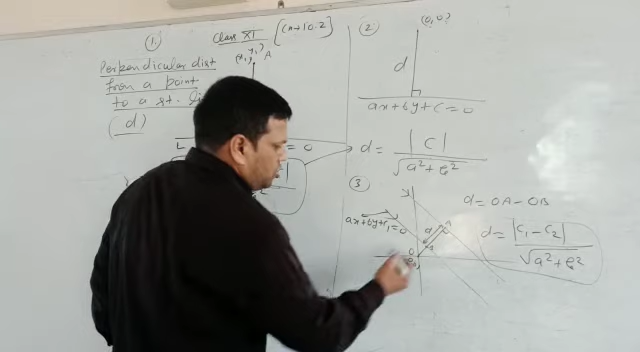 ①
Class XI [Ch-10.2]
(x₁, y₁) A
Perpendicular dist
from a point
to a st.
(d)
L
= 0
②
(0,0)
d
ax+by+c=0
d = |c| / √a²+b²
③
ax+by+c₁=0
d
A
B
O
d = OA - OB
d = |c₁-c₂| / √a²+b²